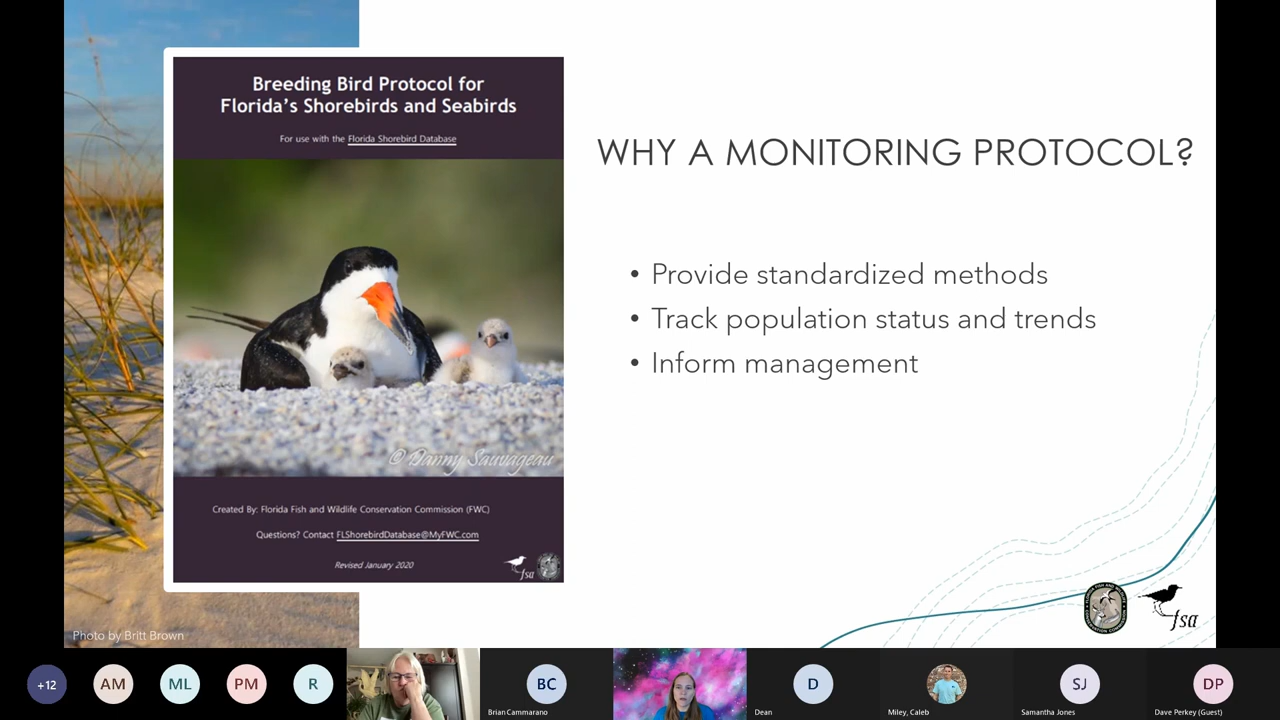 Breeding Bird Protocol for
Florida's Shorebirds and Seabirds
For use with the Florida Shorebird Database
© Danny Sauvageau
Created By: Florida Fish and Wildlife Conservation Commission (FWC)
Questions? Contact FLShorebirdDatabase@MyFWC.com
Revised January 2020
fsa
Photo by Britt Brown
WHY A MONITORING PROTOCOL?
• Provide standardized methods
• Track population status and trends
• Inform management
fsa
+12
AM
ML
PM
R
BC
Brian Cammarano
D
Dean
Miley, Caleb
SJ
Samantha Jones
DP
Dave Perkey (Guest)